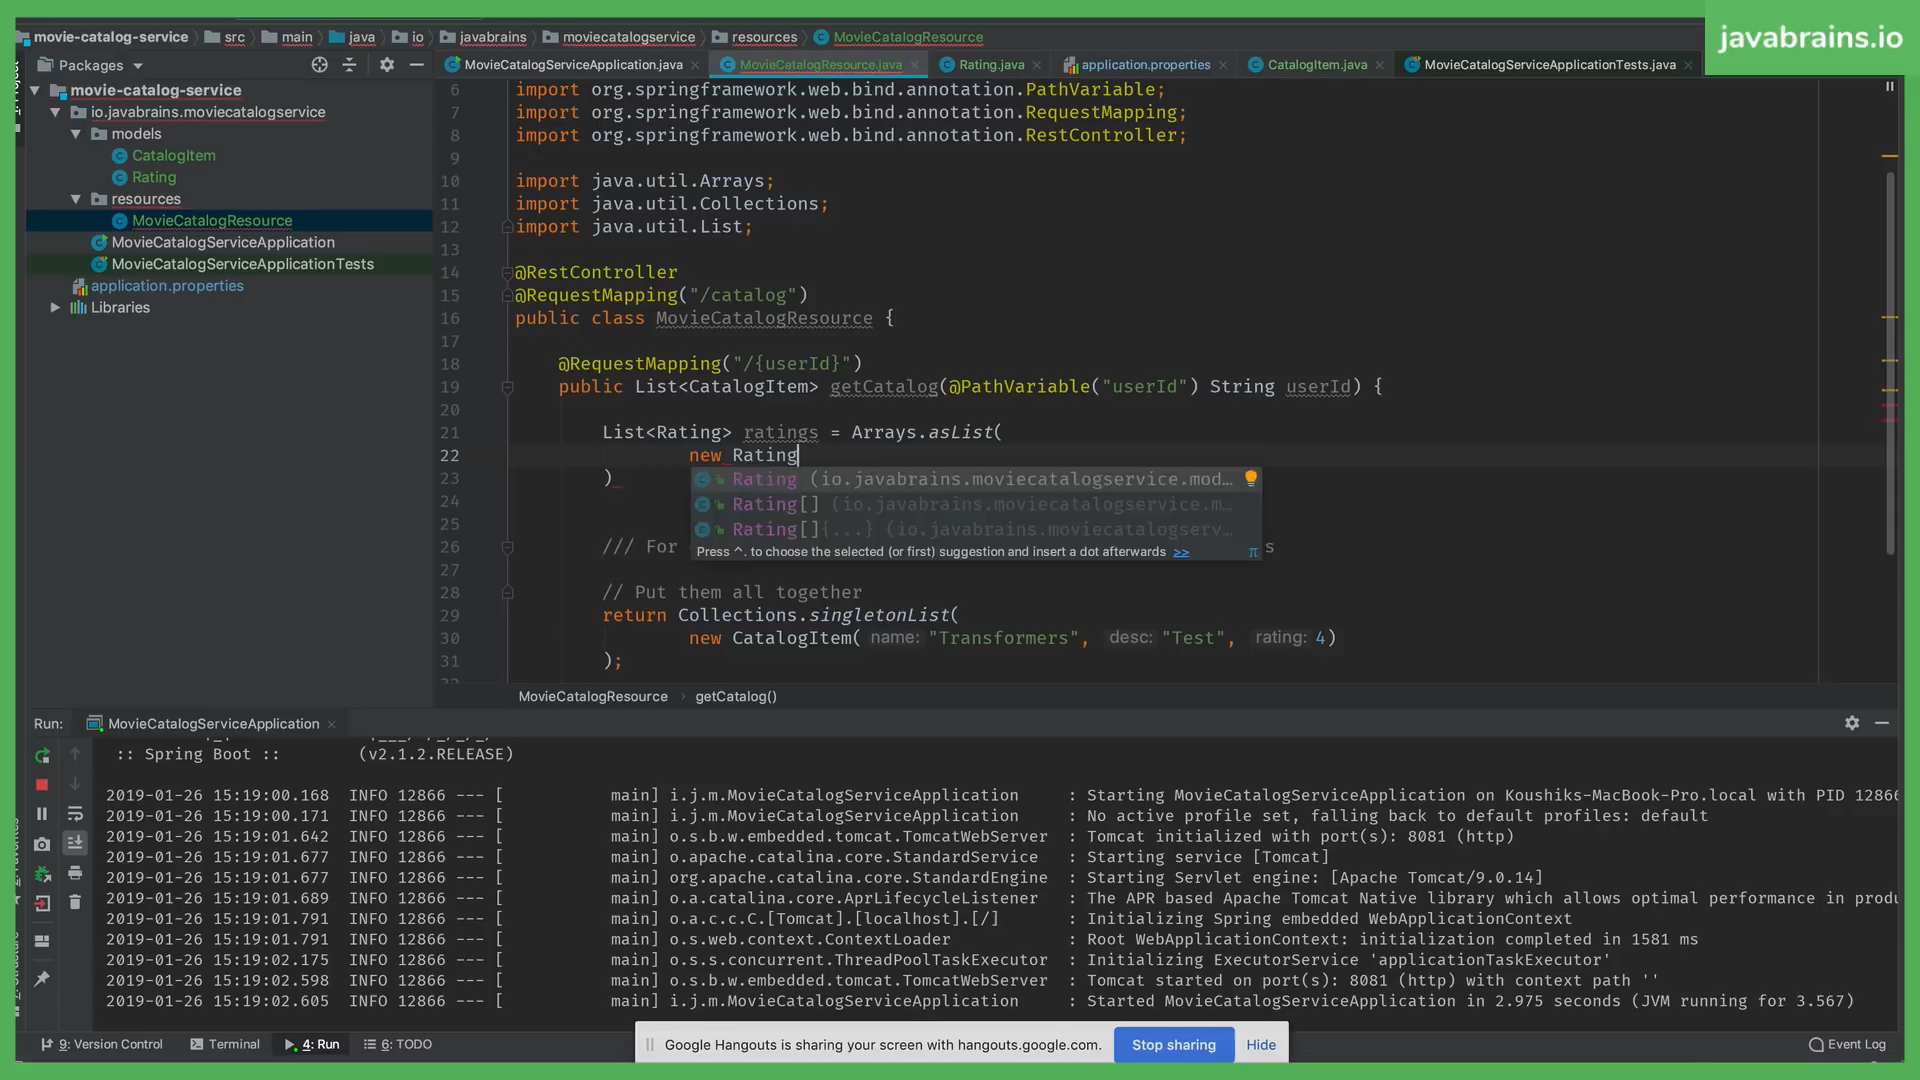 javabrains.io
movie-catalog-service src main java io javabrains moviecatalogservice resources MovieCatalogResource
Packages
MovieCatalogServiceApplication.java MovieCatalogResource.java Rating.java application.properties CatalogItem.java MovieCatalogServiceApplicationTests.java
movie-catalog-service
io.javabrains.moviecatalogservice
models
CatalogItem
Rating
resources
MovieCatalogResource
MovieCatalogServiceApplication
MovieCatalogServiceApplicationTests
application.properties
Libraries
6 import org.springframework.web.bind.annotation.PathVariable;
7 import org.springframework.web.bind.annotation.RequestMapping;
8 import org.springframework.web.bind.annotation.RestController;
9
10 import java.util.Arrays;
11 import java.util.Collections;
12 import java.util.List;
13
14 @RestController
15 @RequestMapping("/catalog")
16 public class MovieCatalogResource {
17
18 @RequestMapping("/{userId}")
19 public List<CatalogItem> getCatalog(@PathVariable("userId") String userId) {
20
21 List<Rating> ratings = Arrays.asList(
22 new Rating
23 )
Rating (io.javabrains.moviecatalogservice.mod…
24
Rating[] (io.javabrains.moviecatalogservice.m…
25
Rating[]{...} (io.javabrains.moviecatalogserv…
26 /// For s
Press ^. to choose the selected (or first) suggestion and insert a dot afterwards >> π
27
28 // Put them all together
29 return Collections.singletonList(
30 new CatalogItem( name: "Transformers", desc: "Test", rating: 4)
31 );
MovieCatalogResource › getCatalog()
Run: MovieCatalogServiceApplication
:: Spring Boot :: (v2.1.2.RELEASE)
2019-01-26 15:19:00.168 INFO 12866 --- [ main] i.j.m.MovieCatalogServiceApplication : Starting MovieCatalogServiceApplication on Koushiks-MacBook-Pro.local with PID 12866
2019-01-26 15:19:00.171 INFO 12866 --- [ main] i.j.m.MovieCatalogServiceApplication : No active profile set, falling back to default profiles: default
2019-01-26 15:19:01.642 INFO 12866 --- [ main] o.s.b.w.embedded.tomcat.TomcatWebServer : Tomcat initialized with port(s): 8081 (http)
2019-01-26 15:19:01.677 INFO 12866 --- [ main] o.apache.catalina.core.StandardService : Starting service [Tomcat]
2019-01-26 15:19:01.677 INFO 12866 --- [ main] org.apache.catalina.core.StandardEngine : Starting Servlet engine: [Apache Tomcat/9.0.14]
2019-01-26 15:19:01.689 INFO 12866 --- [ main] o.a.catalina.core.AprLifecycleListener : The APR based Apache Tomcat Native library which allows optimal performance in produ
2019-01-26 15:19:01.791 INFO 12866 --- [ main] o.a.c.c.C.[Tomcat].[localhost].[/] : Initializing Spring embedded WebApplicationContext
2019-01-26 15:19:01.791 INFO 12866 --- [ main] o.s.web.context.ContextLoader : Root WebApplicationContext: initialization completed in 1581 ms
2019-01-26 15:19:02.175 INFO 12866 --- [ main] o.s.s.concurrent.ThreadPoolTaskExecutor : Initializing ExecutorService 'applicationTaskExecutor'
2019-01-26 15:19:02.598 INFO 12866 --- [ main] o.s.b.w.embedded.tomcat.TomcatWebServer : Tomcat started on port(s): 8081 (http) with context path ''
2019-01-26 15:19:02.605 INFO 12866 --- [ main] i.j.m.MovieCatalogServiceApplication : Started MovieCatalogServiceApplication in 2.975 seconds (JVM running for 3.567)
9: Version Control Terminal 4: Run 6: TODO Event Log
Google Hangouts is sharing your screen with hangouts.google.com. Stop sharing Hide